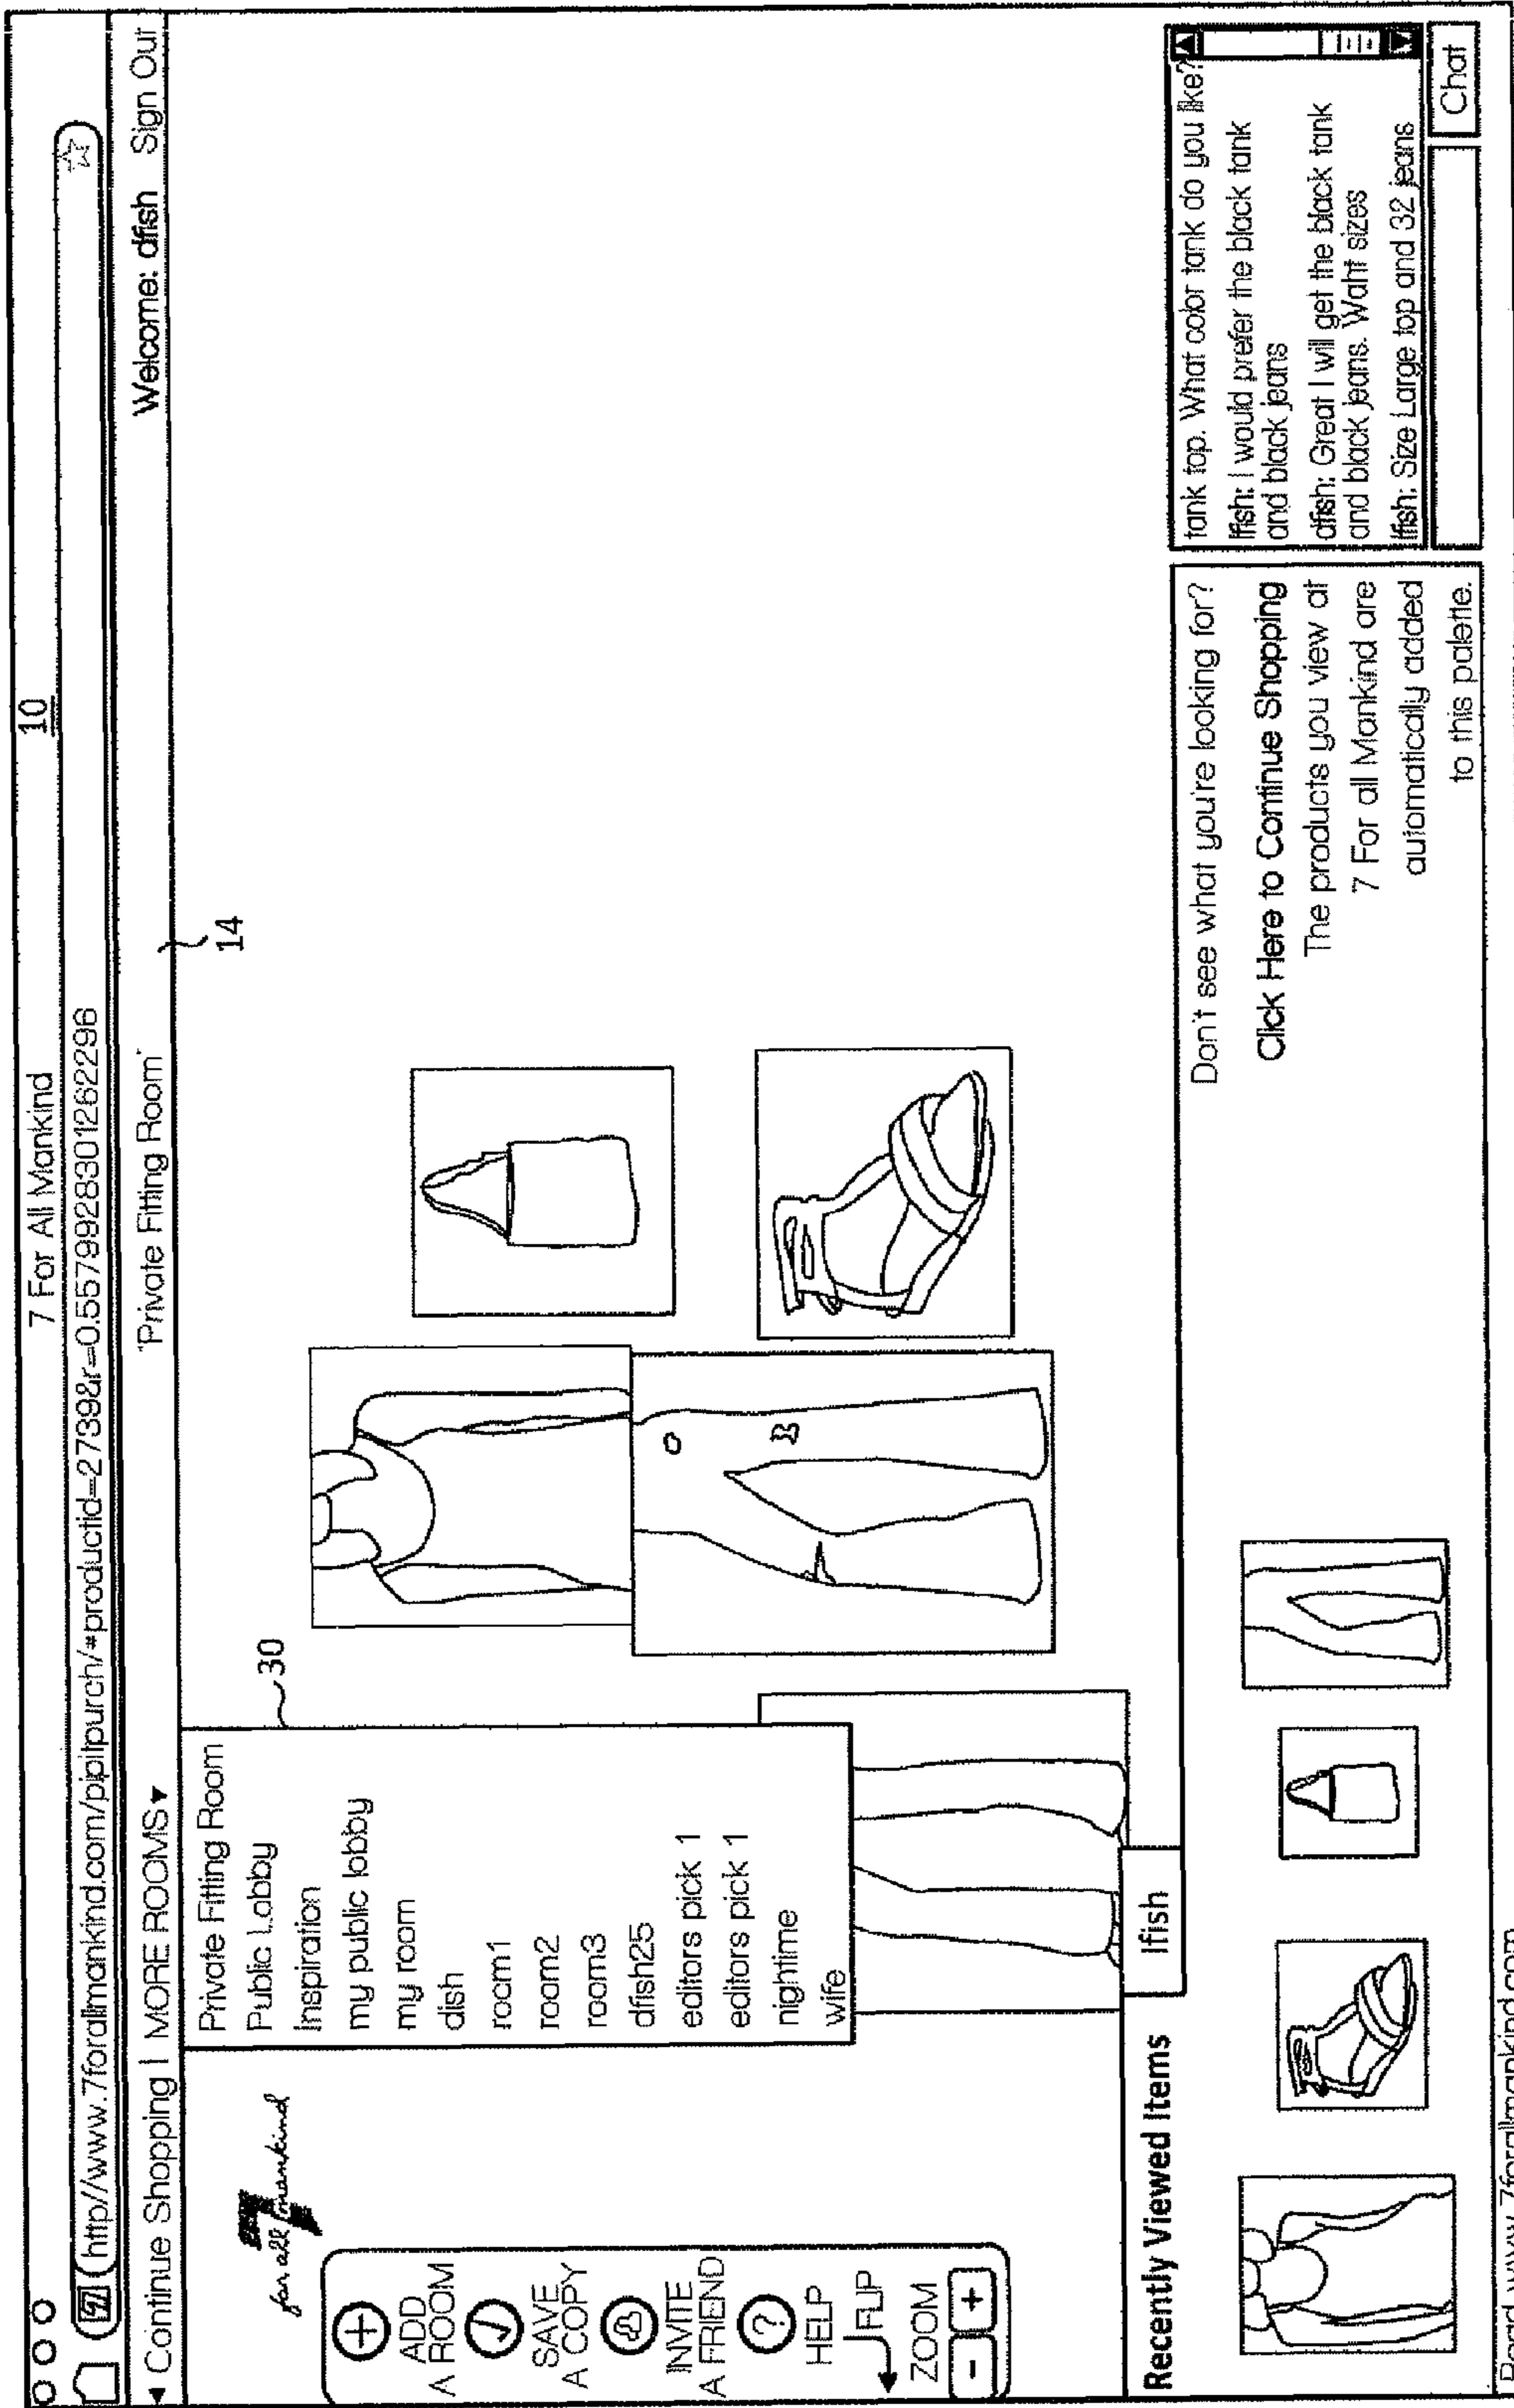 10
7 For All Mankind
http//www.7forallmankind.com/pipitpurch/#productid=2739&r=0.5579928301262296
◄ Continue Shopping | MORE ROOMS▼
"Private Fitting Room"
Welcome: dfish
Sign Out
14
7
for all mankind
ADD
A ROOM
SAVE
A COPY
INVITE
A FRIEND
?
HELP
FLIP
ZOOM
- +
Private Fitting Room
Public Lobby
Inspiration
my public lobby
my room
dish
room1
room2
room3
dfish25
editors pick 1
editors pick 1
nightime
wife
30
lfish
Recently Viewed Items
Don't see what you're looking for?
Click Here to Continue Shopping
The products you view at
7 For all Mankind are
automatically added
to this palette.
tank top. What color tank do you like?
lfish: I would prefer the black tank
and black jeans
dfish: Great I will get the black tank
and black jeans. Waht sizes
lfish: Size Large top and 32 jeans
Chat